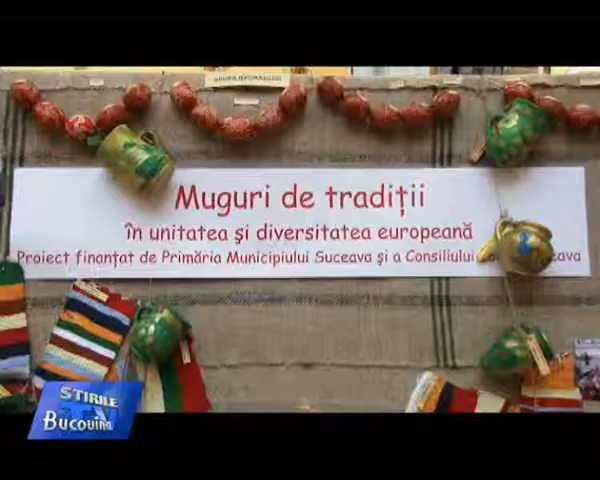 Muguri de tradiții
în unitatea și diversitatea europeană
Proiect finanțat de Primăria Municipiului Suceava și a Consiliului
STIRILE
Bucovina